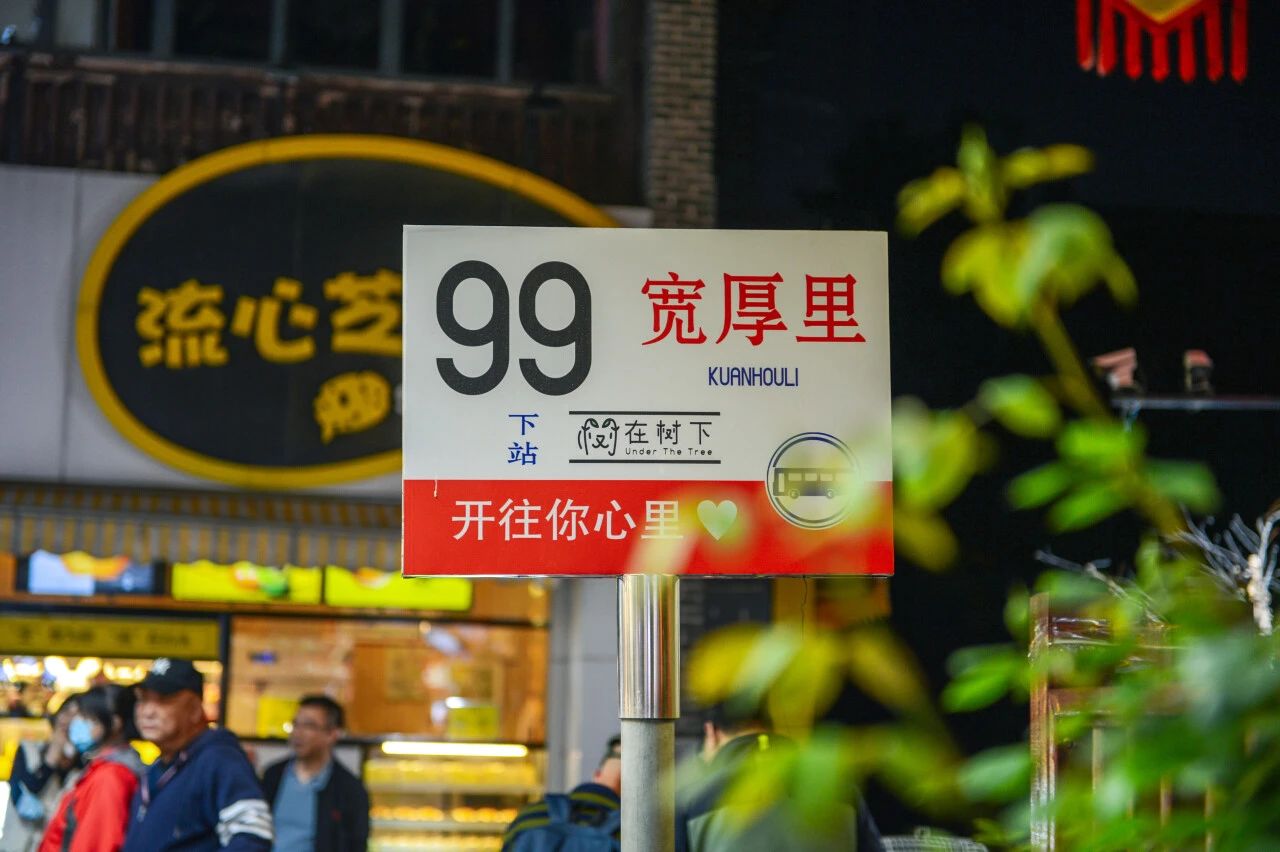 流心芝
99
宽厚里
KUANHOULI
下站
在树下
Under The Tree
开往你心里